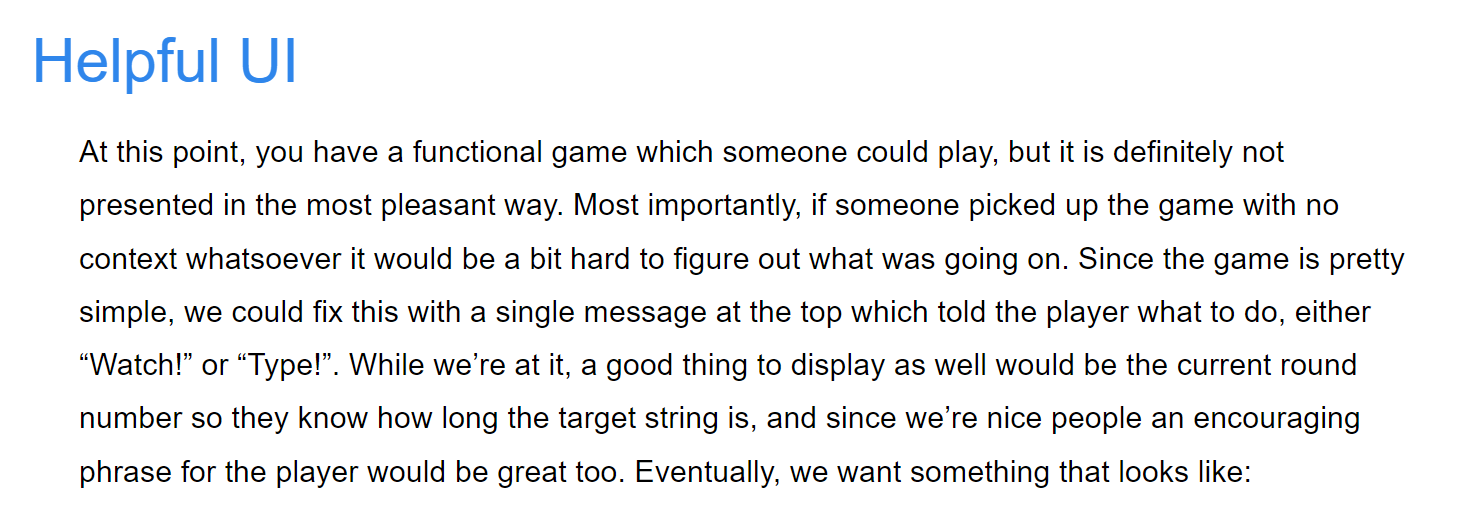 Helpful UI
At this point, you have a functional game which someone could play, but it is definitely not
presented in the most pleasant way. Most importantly, if someone picked up the game with no
context whatsoever it would be a bit hard to figure out what was going on. Since the game is pretty
simple, we could fix this with a single message at the top which told the player what to do, either
“Watch!” or “Type!”. While we’re at it, a good thing to display as well would be the current round
number so they know how long the target string is, and since we’re nice people an encouraging
phrase for the player would be great too. Eventually, we want something that looks like: